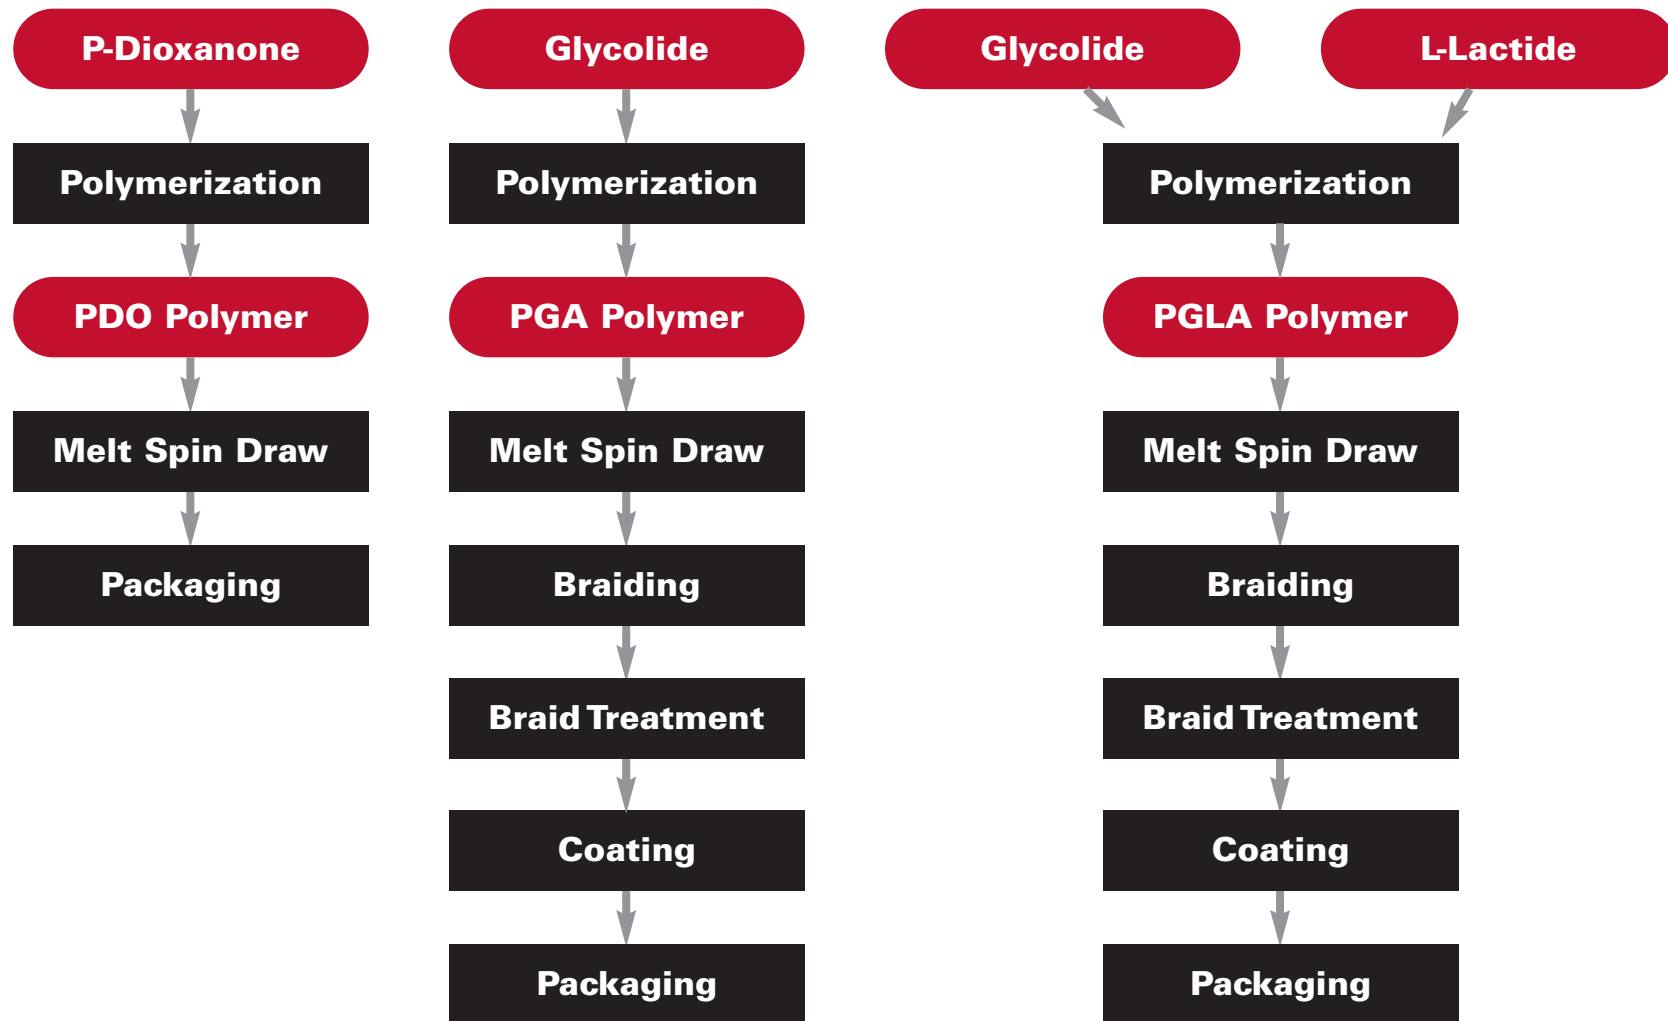 P-Dioxanone
Polymerization
PDO Polymer
Melt Spin Draw
Packaging
Glycolide
Polymerization
PGA Polymer
Melt Spin Draw
Braiding
Braid Treatment
Coating
Packaging
Glycolide
L-Lactide
Polymerization
PGLA Polymer
Melt Spin Draw
Braiding
Braid Treatment
Coating
Packaging